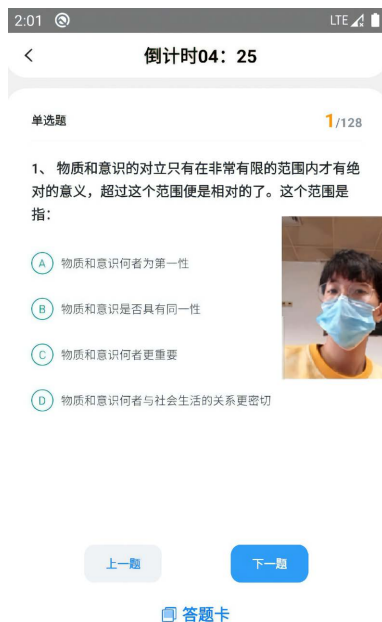 2:01 LTE
倒计时04：25
单选题 1/128
1、 物质和意识的对立只有在非常有限的范围内才有绝
对的意义，超过这个范围便是相对的了。这个范围是
指：
A 物质和意识何者为第一性
B 物质和意识是否具有同一性
C 物质和意识何者更重要
D 物质和意识何者与社会生活的关系更密切
上一题 下一题
答题卡